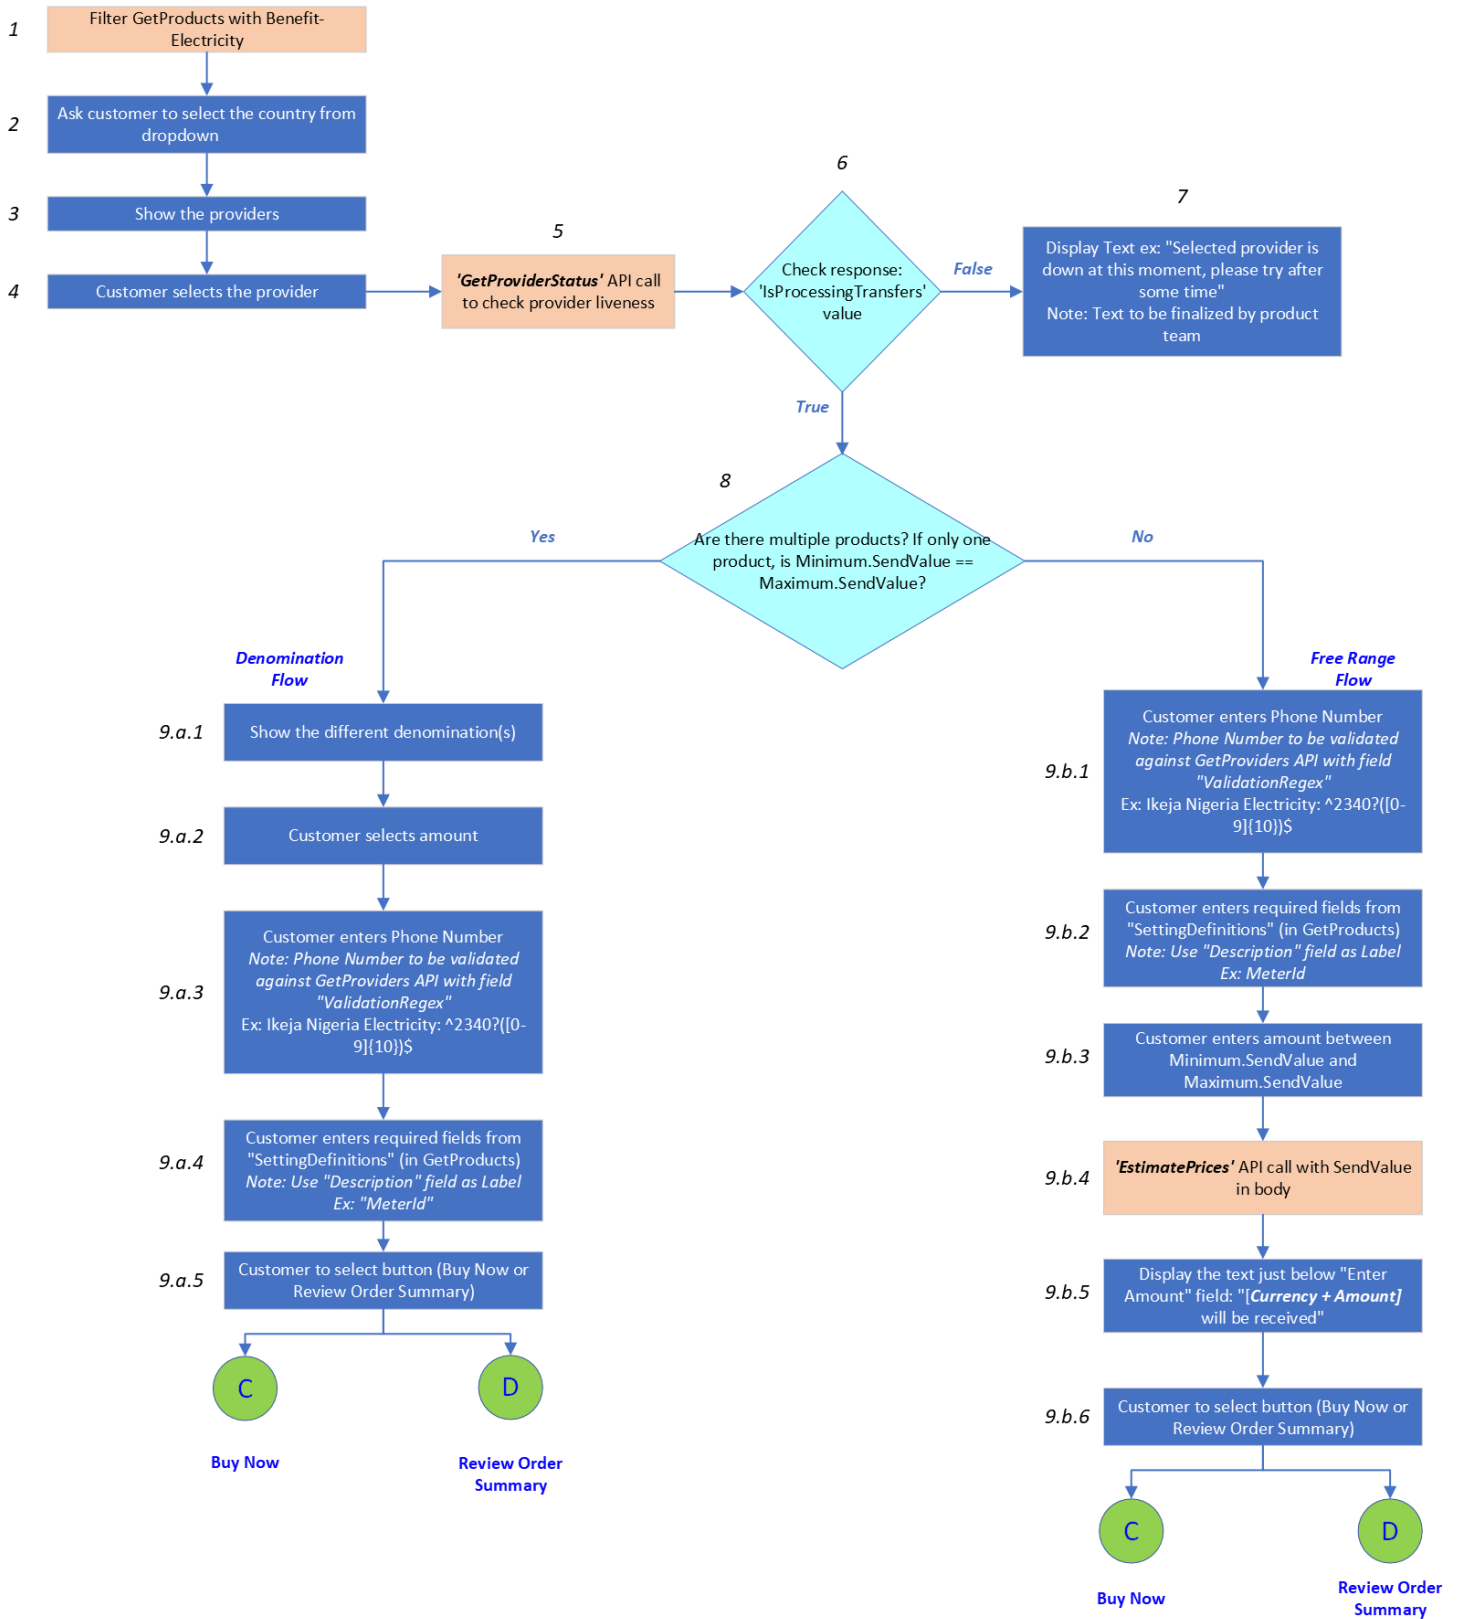 1
Filter GetProducts with Benefit-
Electricity
2
Ask customer to select the country from
dropdown
3
Show the providers
4
Customer selects the provider
5
'GetProviderStatus' API call
to check provider liveness
6
Check response:
'IsProcessingTransfers'
value
False
7
Display Text ex: "Selected provider is
down at this moment, please try after
some time"
Note: Text to be finalized by product
team
True
8
Are there multiple products? If only one
product, is Minimum.SendValue ==
Maximum.SendValue?
Yes
No
Denomination
Flow
9.a.1
Show the different denomination(s)
9.a.2
Customer selects amount
9.a.3
Customer enters Phone Number
Note: Phone Number to be validated
against GetProviders API with field
"ValidationRegex"
Ex: Ikeja Nigeria Electricity: ^2340?([0-
9]{10})$
9.a.4
Customer enters required fields from
"SettingDefinitions" (in GetProducts)
Note: Use "Description" field as Label
Ex: "MeterId"
9.a.5
Customer to select button (Buy Now or
Review Order Summary)
C
D
Buy Now
Review Order
Summary
Free Range
Flow
9.b.1
Customer enters Phone Number
Note: Phone Number to be validated
against GetProviders API with field
"ValidationRegex"
Ex: Ikeja Nigeria Electricity: ^2340?([0-
9]{10})$
9.b.2
Customer enters required fields from
"SettingDefinitions" (in GetProducts)
Note: Use "Description" field as Label
Ex: MeterId
9.b.3
Customer enters amount between
Minimum.SendValue and
Maximum.SendValue
9.b.4
'EstimatePrices' API call with SendValue
in body
9.b.5
Display the text just below "Enter
Amount" field: "[Currency + Amount]
will be received"
9.b.6
Customer to select button (Buy Now or
Review Order Summary)
C
D
Buy Now
Review Order
Summary